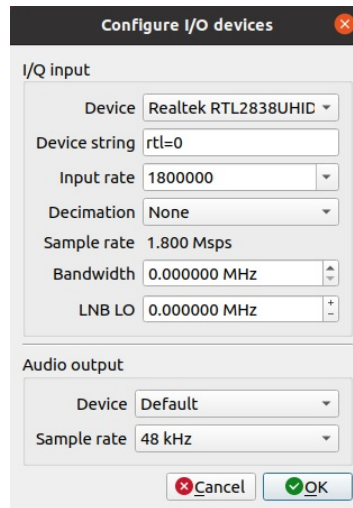 Configure I/O devices
I/Q input
Device Realtek RTL2838UHID
Device string rtl=0
Input rate 1800000
Decimation None
Sample rate 1.800 Msps
Bandwidth 0.000000 MHz
LNB LO 0.000000 MHz
Audio output
Device Default
Sample rate 48 kHz
Cancel OK